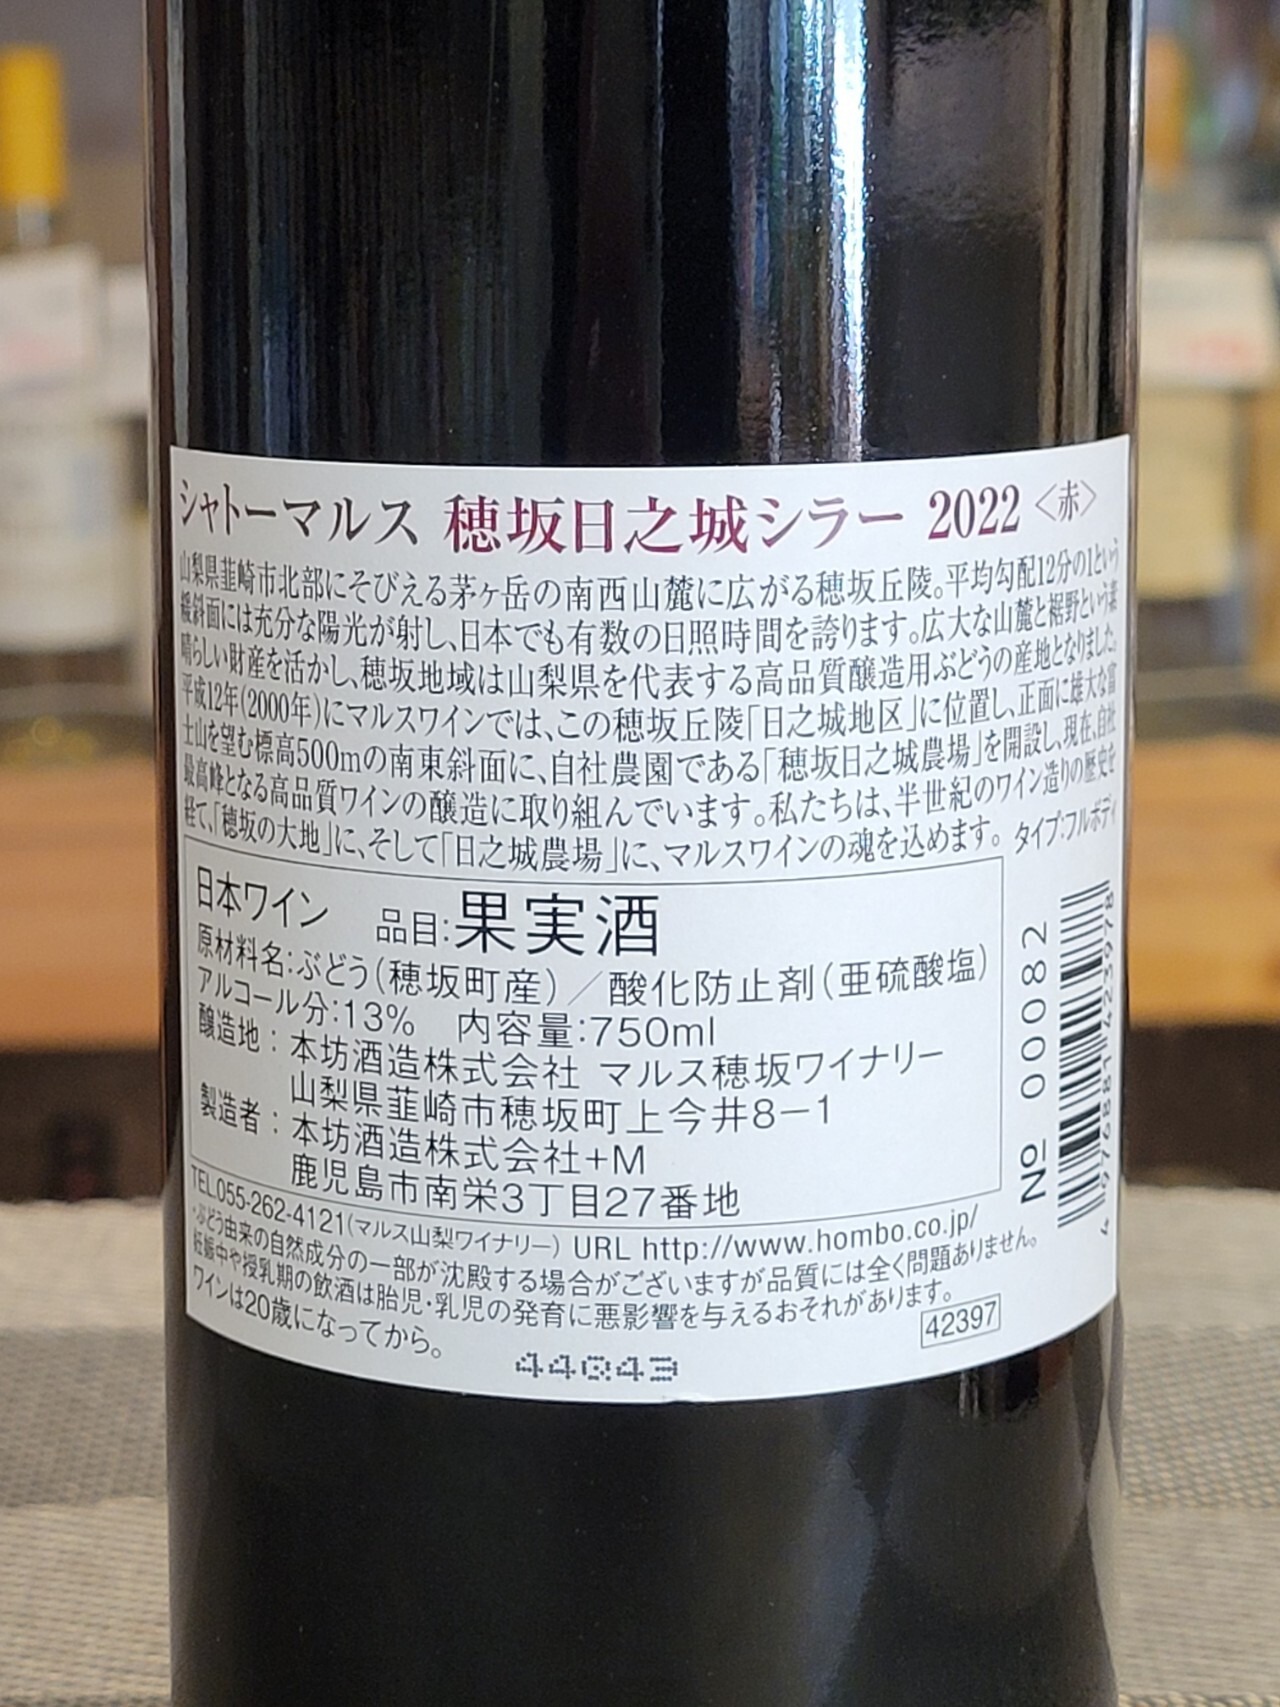 シャトーマルス 穂坂日之城シラー 2022〈赤〉
山梨県韮崎市北部にそびえる茅ヶ岳の南西山麓に広がる穂坂丘陵。平均勾配12分の1という
緩斜面には充分な陽光が射し、日本でも有数の日照時間を誇ります。広大な山麓と裾野という素
晴らしい財産を活かし、穂坂地域は山梨県を代表する高品質醸造用ぶどうの産地となりました。
平成12年(2000年)にマルスワインでは、この穂坂丘陵「日之城地区」に位置し、正面に雄大な富
士山を望む標高500mの南東斜面に、自社農園である「穂坂日之城農場」を開設し、現在、自社
最高峰となる高品質ワインの醸造に取り組んでいます。私たちは、半世紀のワイン造りの歴史を
経て、「穂坂の大地」に、そして「日之城農場」に、マルスワインの魂を込めます。 タイプ:フルボディ
日本ワイン 品目:果実酒
原材料名:ぶどう(穂坂町産)／酸化防止剤(亜硫酸塩)
アルコール分:13% 内容量:750ml
醸造地:本坊酒造株式会社 マルス穂坂ワイナリー
山梨県韮崎市穂坂町上今井8－1
製造者:本坊酒造株式会社+M
鹿児島市南栄3丁目27番地
TEL055-262-4121(マルス山梨ワイナリー) URL http://www.hombo.co.jp/
・ぶどう由来の自然成分の一部が沈殿する場合がございますが品質には全く問題ありません。
妊娠中や授乳期の飲酒は胎児・乳児の発育に悪影響を与えるおそれがあります。
ワインは20歳になってから。
42397
44043
№ 00082
4 976881 423978